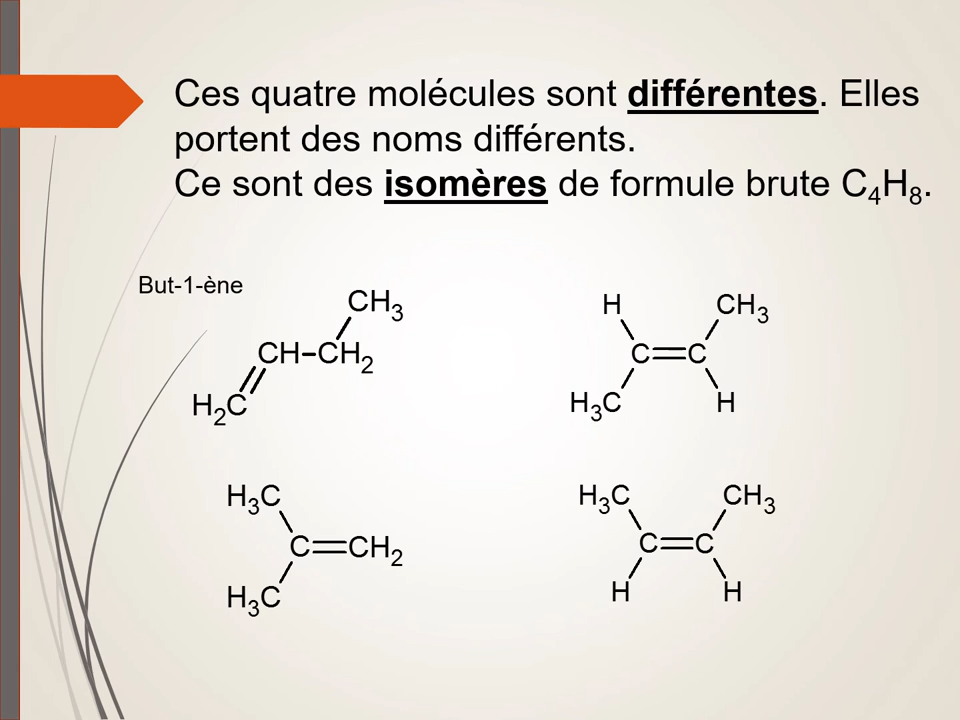 Ces quatre molécules sont différentes. Elles
portent des noms différents.
Ce sont des isomères de formule brute C₄H₈.
But-1-ène
CH₃
CH–CH₂
H₂C
H CH₃
C=C
H₃C H
H₃C
C=CH₂
H₃C
H₃C CH₃
C=C
H H